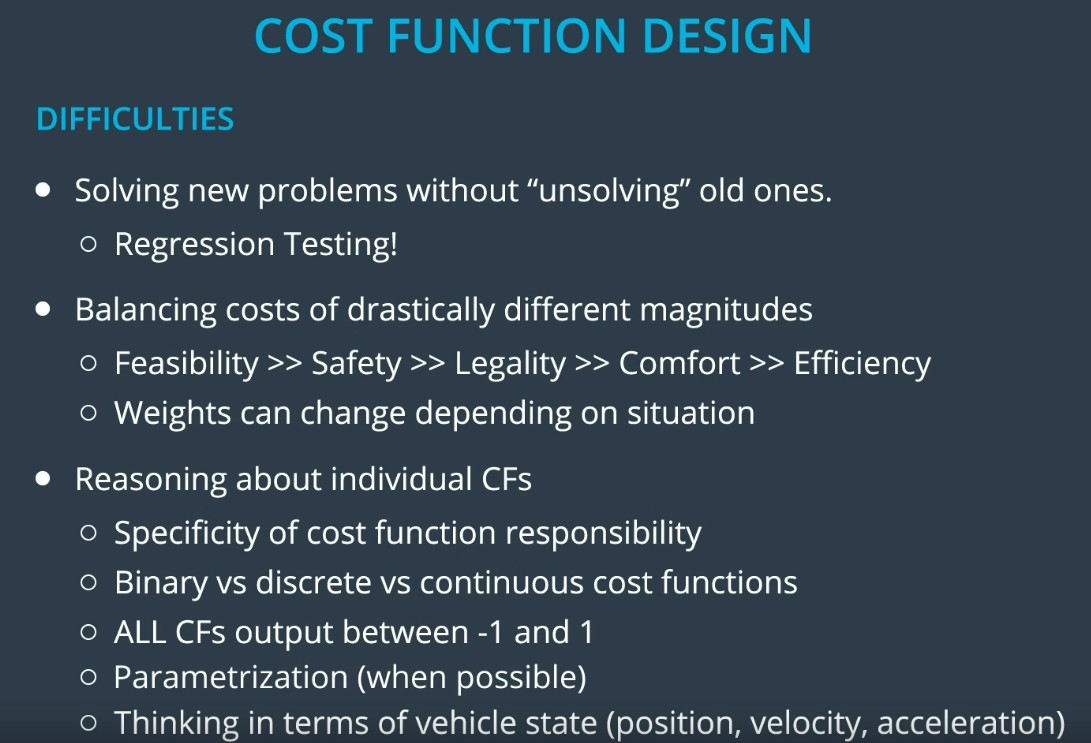 COST FUNCTION DESIGN
DIFFICULTIES
● Solving new problems without “unsolving” old ones.
○ Regression Testing!
● Balancing costs of drastically different magnitudes
○ Feasibility >> Safety >> Legality >> Comfort >> Efficiency
○ Weights can change depending on situation
● Reasoning about individual CFs
○ Specificity of cost function responsibility
○ Binary vs discrete vs continuous cost functions
○ ALL CFs output between -1 and 1
○ Parametrization (when possible)
○ Thinking in terms of vehicle state (position, velocity, acceleration)